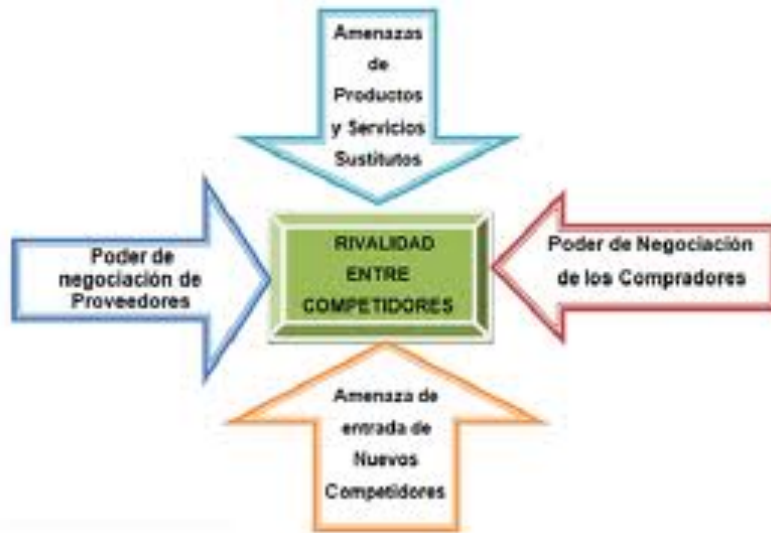 Amenazas
de
Productos
y Servicios
Sustitutos
Poder de
negociación de
Proveedores
RIVALIDAD
ENTRE
COMPETIDORES
Poder de Negociación
de los Compradores
Amenaza de
entrada de
Nuevos
Competidores